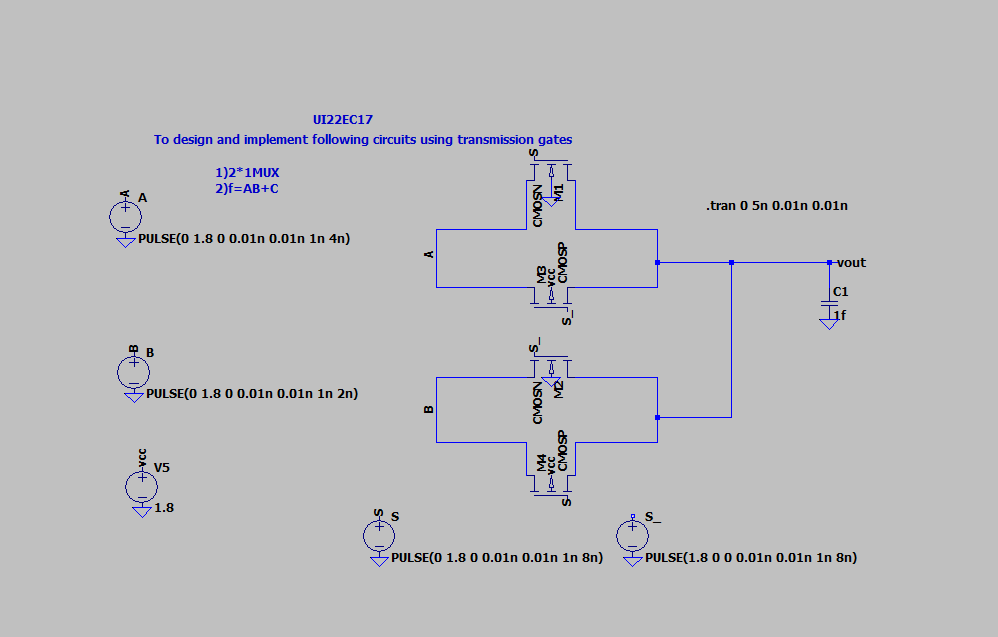 UI22EC17
To design and implement following circuits using transmission gates
1)2*1MUX
2)f=AB+C
S
CMOSN
M1
A
A
PULSE(0 1.8 0 0.01n 0.01n 1n 4n)
.tran 0 5n 0.01n 0.01n
A
M3
vcc
CMOSP
S_
vout
C1
1f
B
B
PULSE(0 1.8 0 0.01n 0.01n 1n 2n)
S_
CMOSN
M2
B
M4
vcc
CMOSP
S
vcc
V5
1.8
S
S
PULSE(0 1.8 0 0.01n 0.01n 1n 8n)
S_
PULSE(1.8 0 0 0.01n 0.01n 1n 8n)